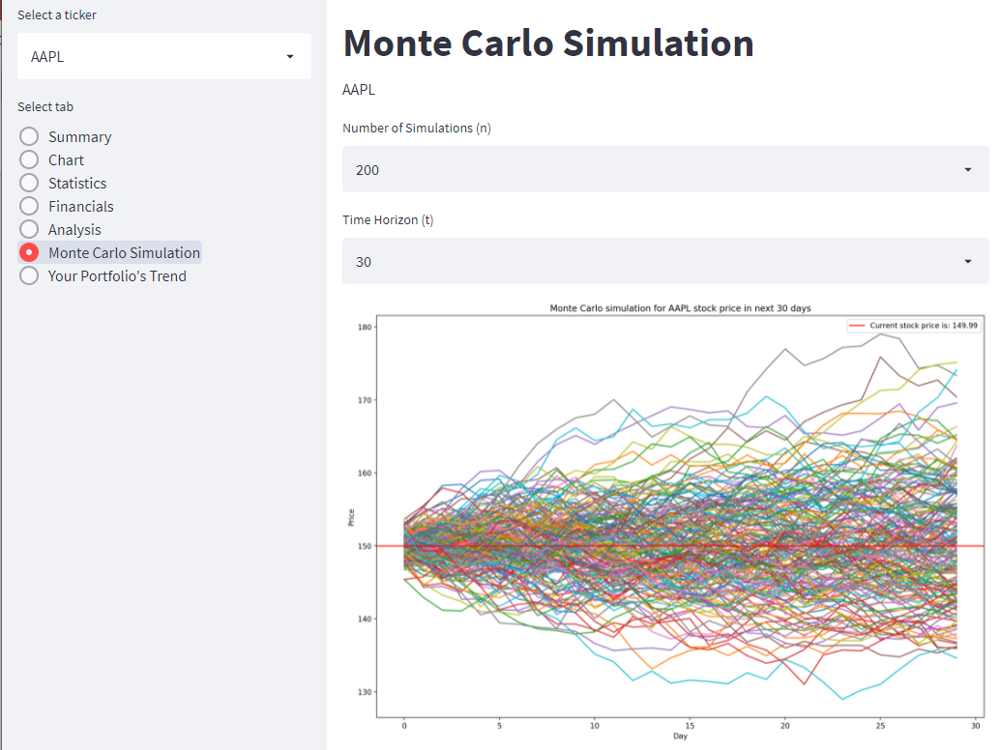 Select a ticker
AAPL
Select tab
Summary
Chart
Statistics
Financials
Analysis
Monte Carlo Simulation
Your Portfolio's Trend
Monte Carlo Simulation
AAPL
Number of Simulations (n)
200
Time Horizon (t)
30
Monte Carlo simulation for AAPL stock price in next 30 days
Current stock price is: 149.99
180
170
160
150
140
130
Price
0 5 10 15 20 25 30
Day